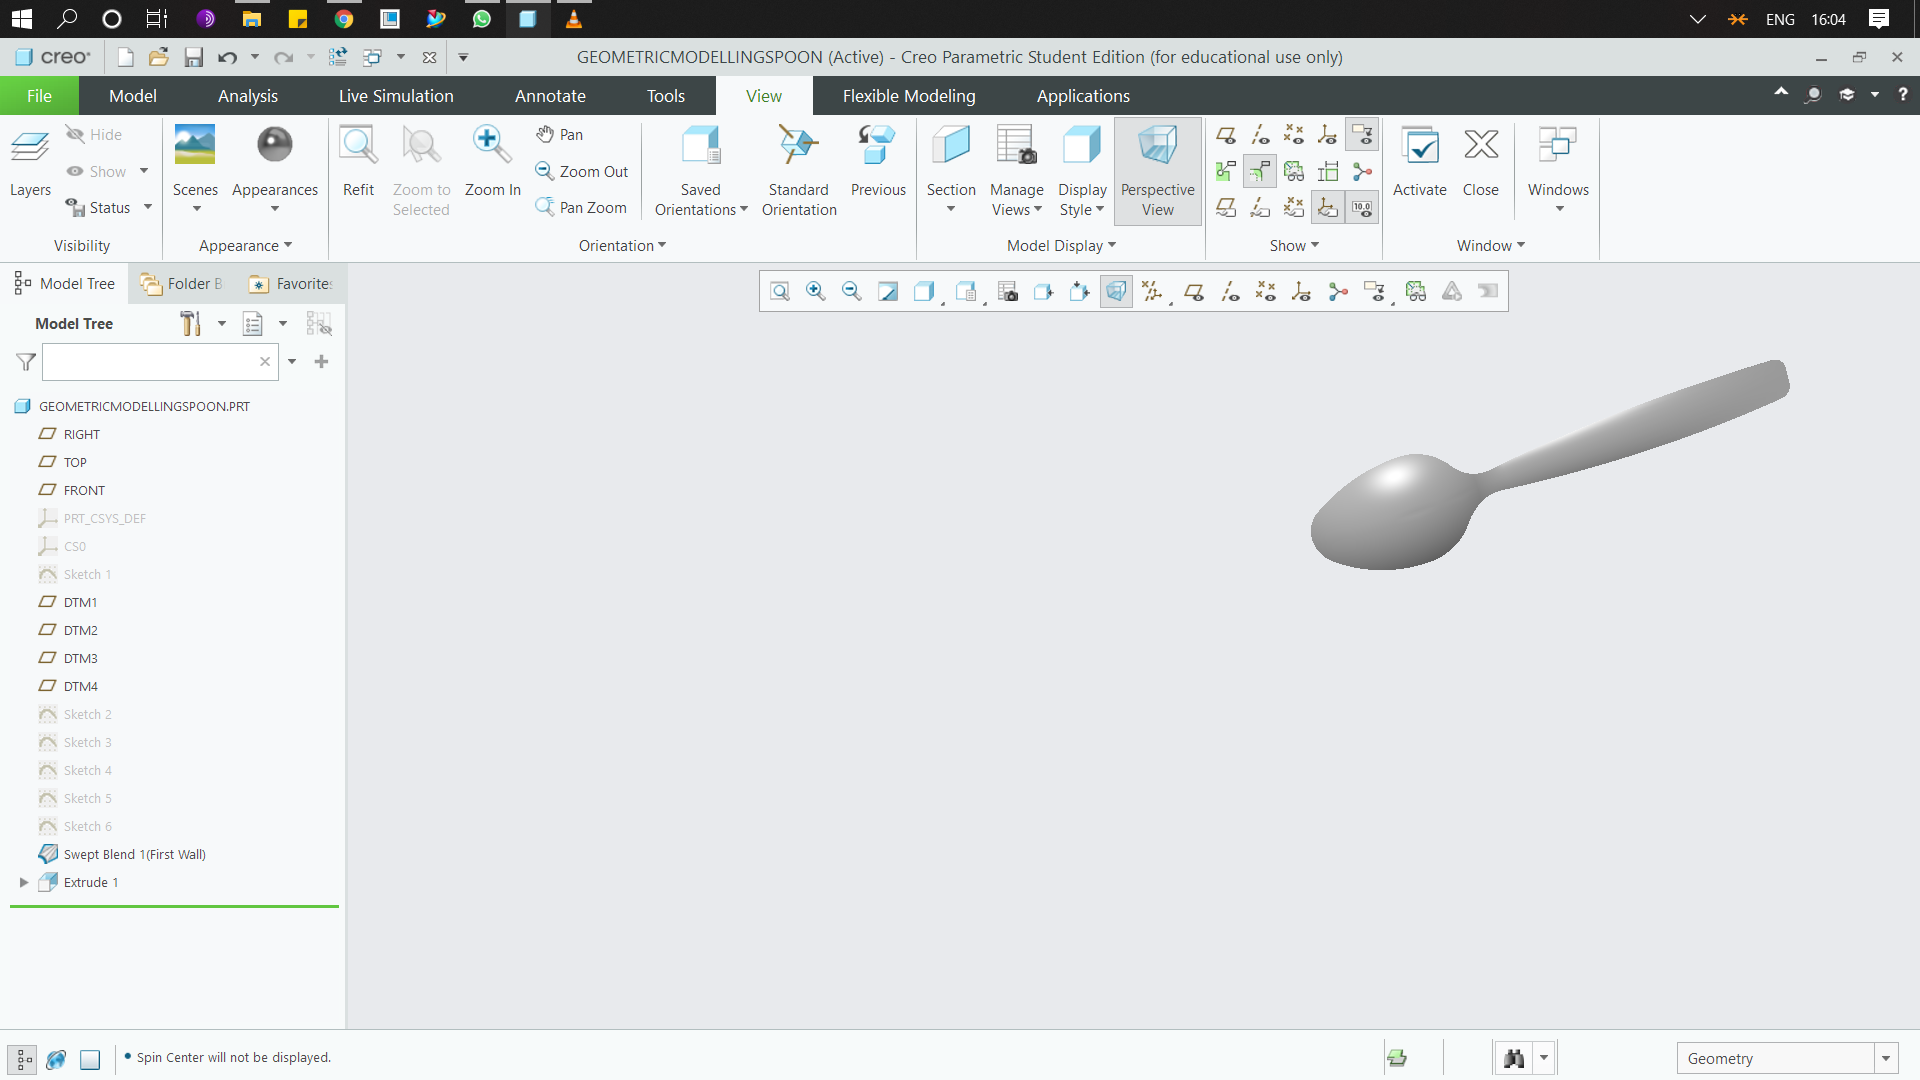 ENG 16:04
creo
GEOMETRICMODELLINGSPOON (Active) - Creo Parametric Student Edition (for educational use only)
File Model Analysis Live Simulation Annotate Tools View Flexible Modeling Applications
Layers
Hide
Show
Status
Visibility
Scenes
Appearances
Appearance
Refit
Zoom to
Selected
Zoom In
Pan
Zoom Out
Pan Zoom
Saved
Orientations
Standard
Orientation
Previous
Orientation
Section
Manage
Views
Display
Style
Perspective
View
Model Display
10.0
Show
Activate
Close
Windows
Window
Model Tree
Folder B
Favorite
Model Tree
GEOMETRICMODELLINGSPOON.PRT
RIGHT
TOP
FRONT
PRT_CSYS_DEF
CS0
Sketch 1
DTM1
DTM2
DTM3
DTM4
Sketch 2
Sketch 3
Sketch 4
Sketch 5
Sketch 6
Swept Blend 1(First Wall)
Extrude 1
• Spin Center will not be displayed.
Geometry